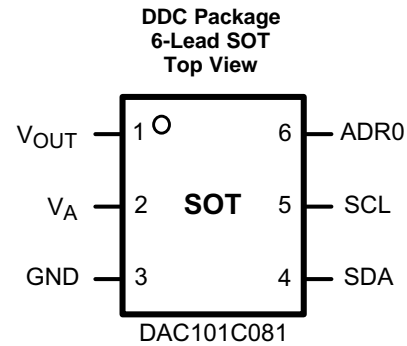 DDC Package
6-Lead SOT
Top View
VOUT 1 6 ADR0
VA 2 SOT 5 SCL
GND 3 4 SDA
DAC101C081